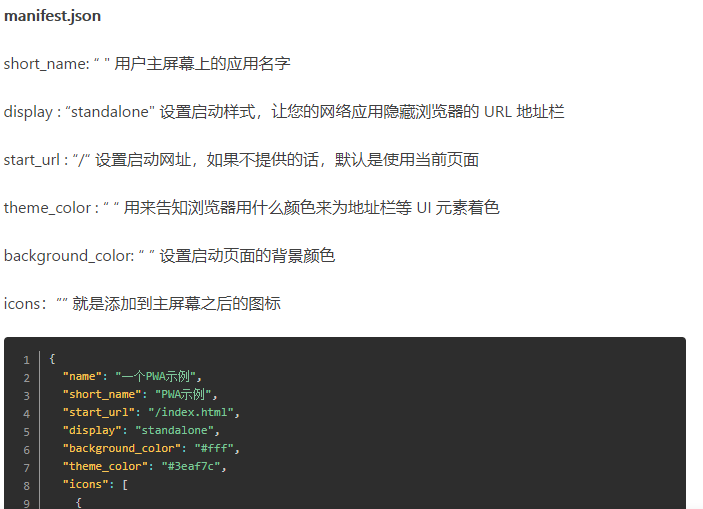 manifest.json
short_name: “ " 用户主屏幕上的应用名字
display : “standalone" 设置启动样式，让您的网络应用隐藏浏览器的 URL 地址栏
start_url : “/“ 设置启动网址，如果不提供的话，默认是使用当前页面
theme_color : “ “ 用来告知浏览器用什么颜色来为地址栏等 UI 元素着色
background_color: “ ” 设置启动页面的背景颜色
icons：”” 就是添加到主屏幕之后的图标
1 {
2 "name": "一个PWA示例",
3 "short_name": "PWA示例",
4 "start_url": "/index.html",
5 "display": "standalone",
6 "background_color": "#fff",
7 "theme_color": "#3eaf7c",
8 "icons": [
9 {